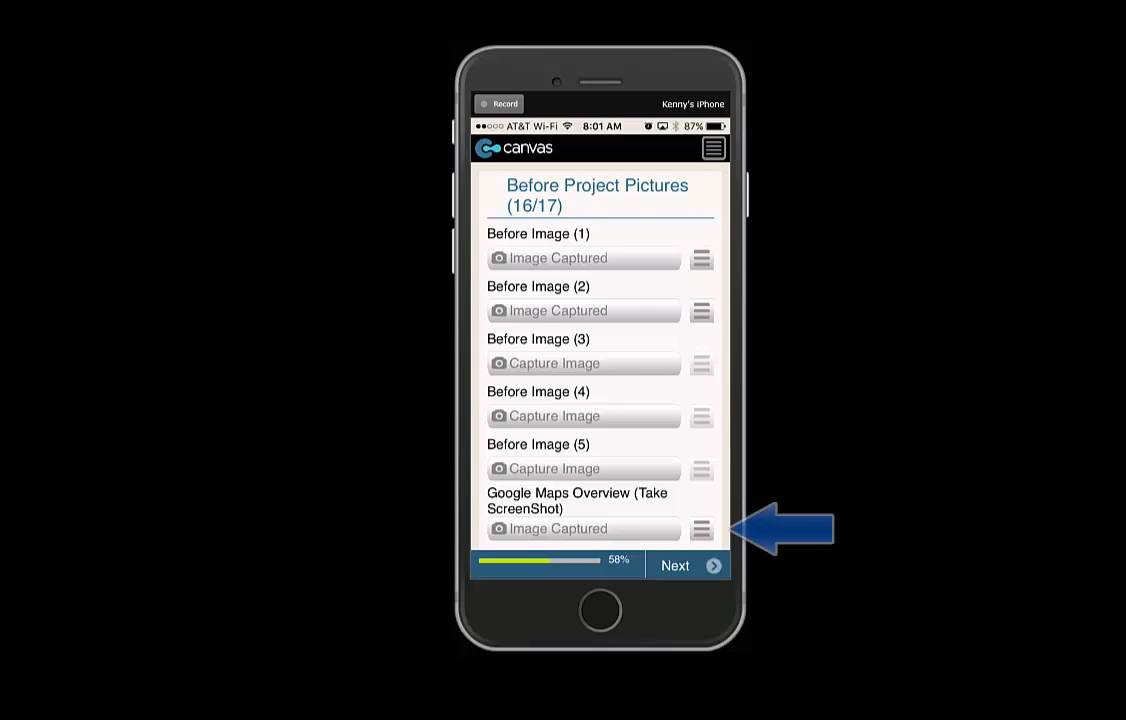 Record
Kenny's iPhone
AT&T Wi-Fi 8:01 AM 87%
canvas
Before Project Pictures
(16/17)
Before Image (1)
Image Captured
Before Image (2)
Image Captured
Before Image (3)
Capture Image
Before Image (4)
Capture Image
Before Image (5)
Capture Image
Google Maps Overview (Take
ScreenShot)
Image Captured
58%
Next